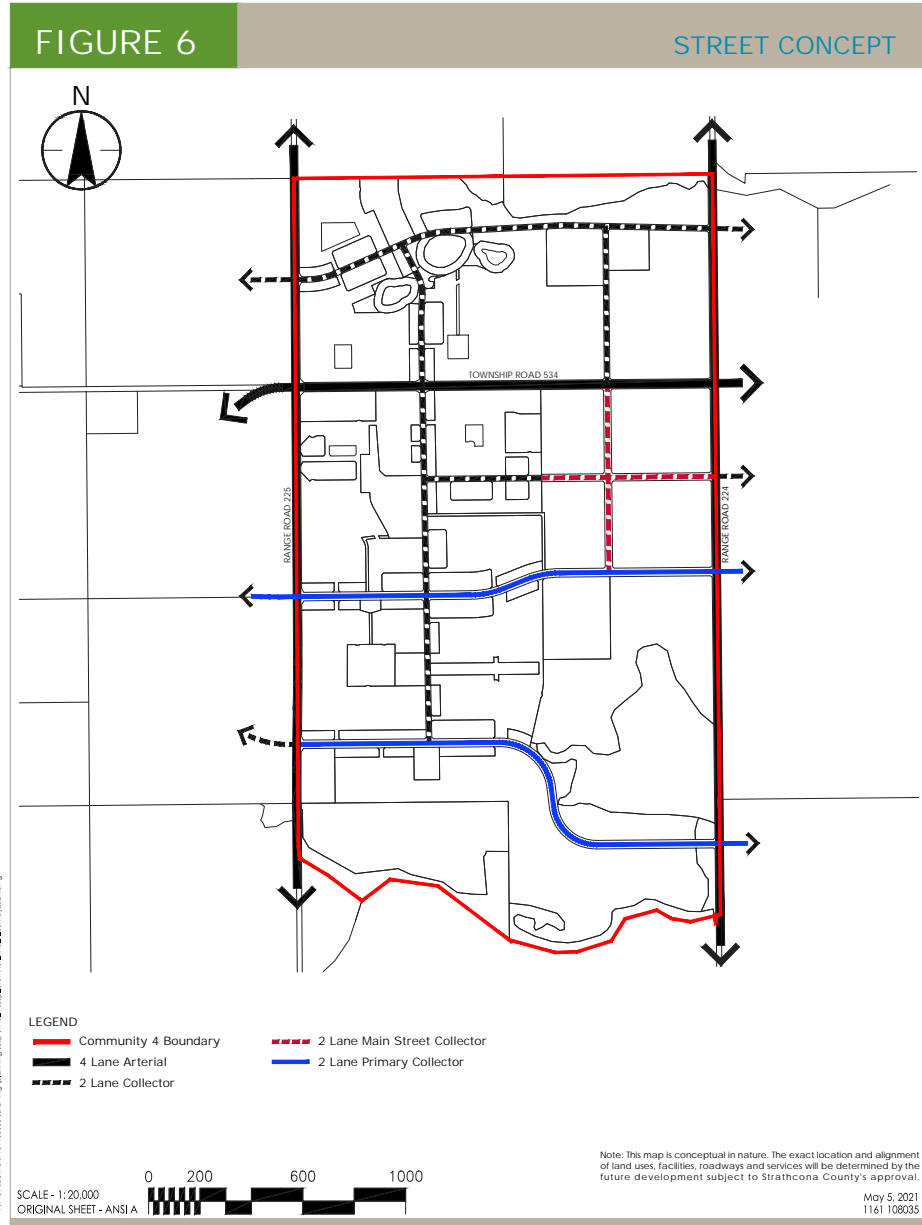 FIGURE 6
STREET CONCEPT
N
TOWNSHIP ROAD 534
RANGE ROAD 225
RANGE ROAD 224
LEGEND
Community 4 Boundary
4 Lane Arterial
2 Lane Collector
2 Lane Main Street Collector
2 Lane Primary Collector
0 200 600 1000
SCALE - 1: 20,000
ORIGINAL SHEET - ANSI A
Note: This map is conceptual in nature. The exact location and alignment
of land uses, facilities, roadways and services will be determined by the
future development subject to Strathcona County's approval.
May 5, 2021
1161 108035